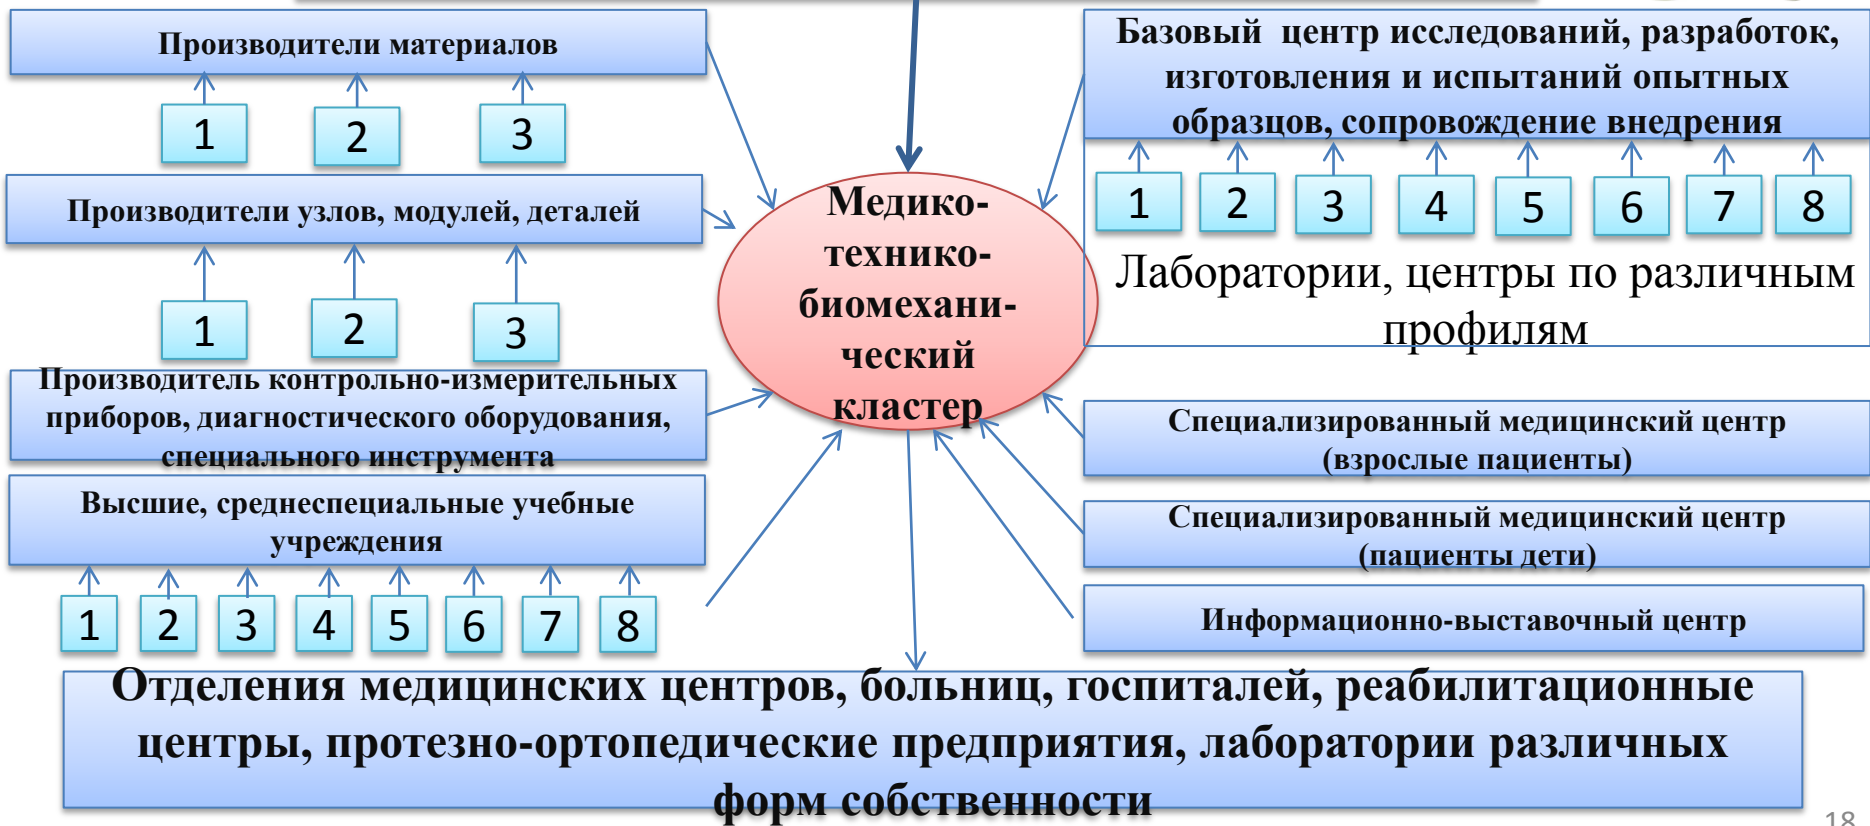 Производители материалов
1 2 3
Производители узлов, модулей, деталей
1 2 3
Производитель контрольно-измерительных
приборов, диагностического оборудования,
специального инструмента
Высшие, среднеспециальные учебные
учреждения
1 2 3 4 5 6 7 8
Медико-
технико-
биомехани-
ческий
кластер
Базовый центр исследований, разработок,
изготовления и испытаний опытных
образцов, сопровождение внедрения
1 2 3 4 5 6 7 8
Лаборатории, центры по различным
профилям
Специализированный медицинский центр
(взрослые пациенты)
Специализированный медицинский центр
(пациенты дети)
Информационно-выставочный центр
Отделения медицинских центров, больниц, госпиталей, реабилитационные
центры, протезно-ортопедические предприятия, лаборатории различных
форм собственности
18